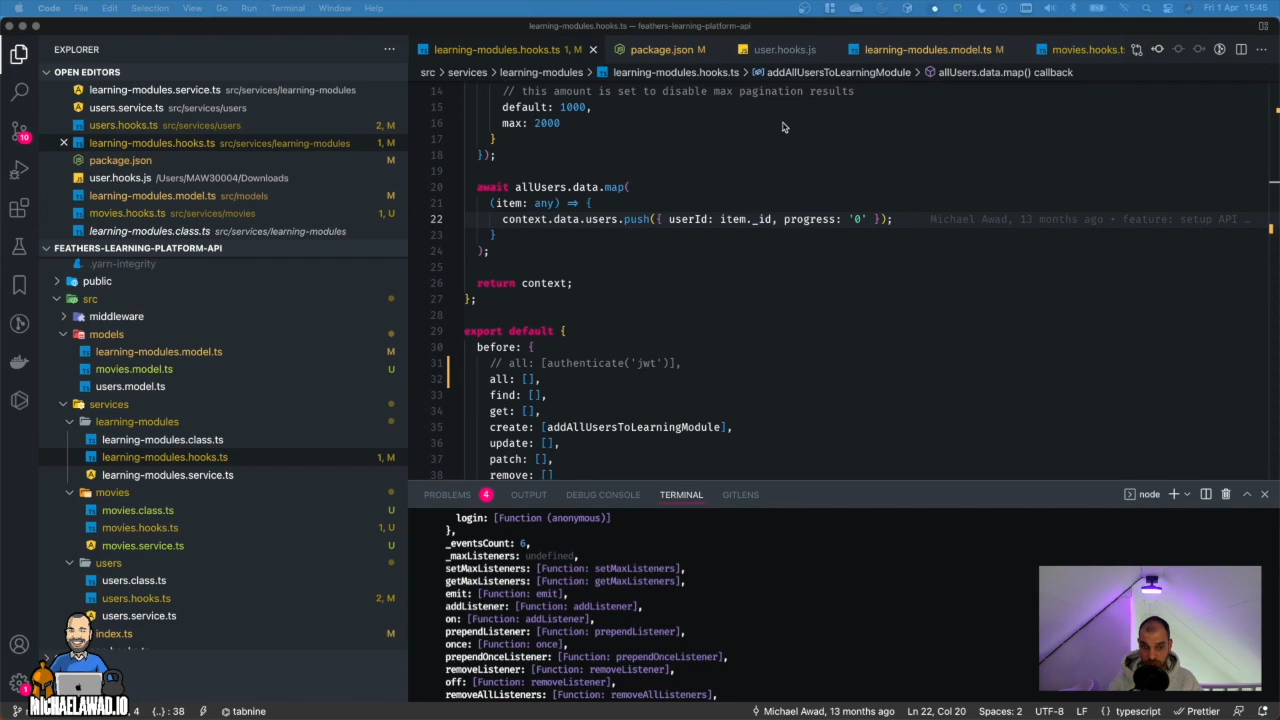 Code File Edit Selection View Go Run Terminal Window Help Fri 1 Apr 15:45
learning-modules.hooks.ts — feathers-learning-platform-api
EXPLORER
OPEN EDITORS
learning-modules.service.ts src/services/learning-modules
users.service.ts src/services/users
users.hooks.ts src/services/users 2, M
learning-modules.hooks.ts src/services/learning-modules 1, M
package.json M
user.hooks.js /Users/MAW30004/Downloads
learning-modules.model.ts src/models M
movies.hooks.ts src/services/movies 1, U
learning-modules.class.ts src/services/learning-modules
FEATHERS-LEARNING-PLATFORM-API
.yarn-integrity
public
src
middleware
models
learning-modules.model.ts M
movies.model.ts U
users.model.ts
services
learning-modules
learning-modules.class.ts
learning-modules.hooks.ts 1, M
learning-modules.service.ts
movies
movies.class.ts U
movies.hooks.ts 1, U
movies.service.ts U
users
users.class.ts
users.hooks.ts 2, M
users.service.ts
index.ts M
10
1
MICHAELAWAD.IO
learning-modules.hooks.ts 1, M package.json M user.hooks.js learning-modules.model.ts M movies.hooks.ts
src > services > learning-modules > learning-modules.hooks.ts > addAllUsersToLearningModule > allUsers.data.map() callback
14 // this amount is set to disable max pagination results
15 default: 1000,
16 max: 2000
17 }
18 });
19
20 await allUsers.data.map(
21 (item: any) => {
22 context.data.users.push({ userId: item._id, progress: '0' }); Michael Awad, 13 months ago • feature: setup API …
23 }
24 );
25
26 return context;
27 };
28
29 export default {
30 before: {
31 // all: [authenticate('jwt')],
32 all: [],
33 find: [],
34 get: [],
35 create: [addAllUsersToLearningModule],
36 update: [],
37 patch: [],
38 remove: []
PROBLEMS 4 OUTPUT DEBUG CONSOLE TERMINAL GITLENS node
login: [Function (anonymous)]
},
_eventsCount: 6,
_maxListeners: undefined,
setMaxListeners: [Function: setMaxListeners],
getMaxListeners: [Function: getMaxListeners],
emit: [Function: emit],
addListener: [Function: addListener],
on: [Function: addListener],
prependListener: [Function: prependListener],
once: [Function: once],
prependOnceListener: [Function: prependOnceListener],
removeListener: [Function: removeListener],
off: [Function: removeListener],
removeAllListeners: [Function: removeAllListeners],
4 {..} : 38 tabnine Michael Awad, 13 months ago Ln 22, Col 20 Spaces: 2 UTF-8 LF {} typescript Prettier